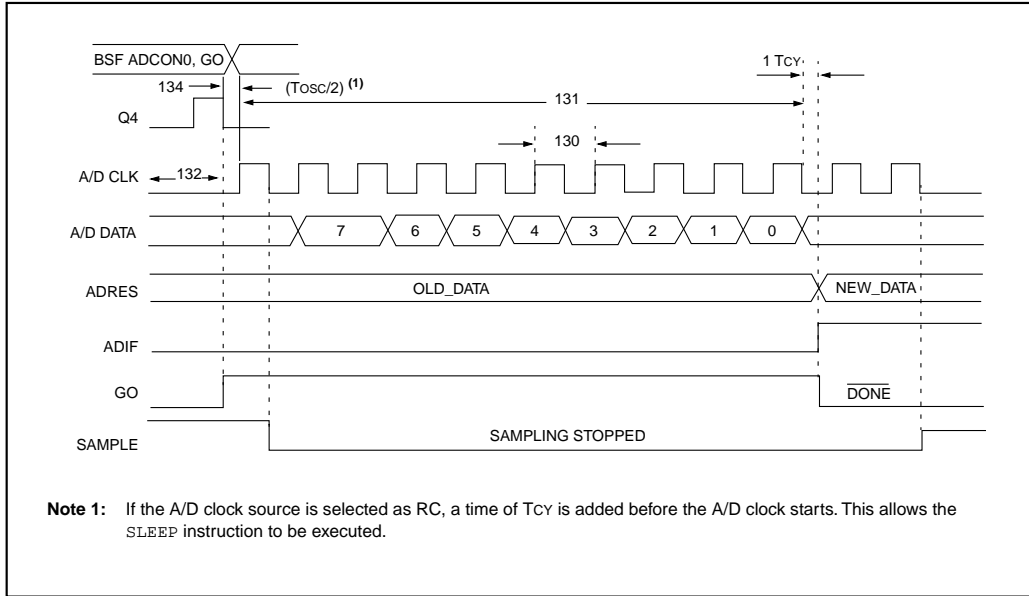 BSF ADCON0, GO
1 TCY
134
(TOSC/2) (1)
131
Q4
130
A/D CLK
132
A/D DATA
7 6 5 4 3 2 1 0
ADRES
OLD_DATA
NEW_DATA
ADIF
GO
DONE
SAMPLE
SAMPLING STOPPED
Note 1: If the A/D clock source is selected as RC, a time of TCY is added before the A/D clock starts. This allows the
SLEEP instruction to be executed.